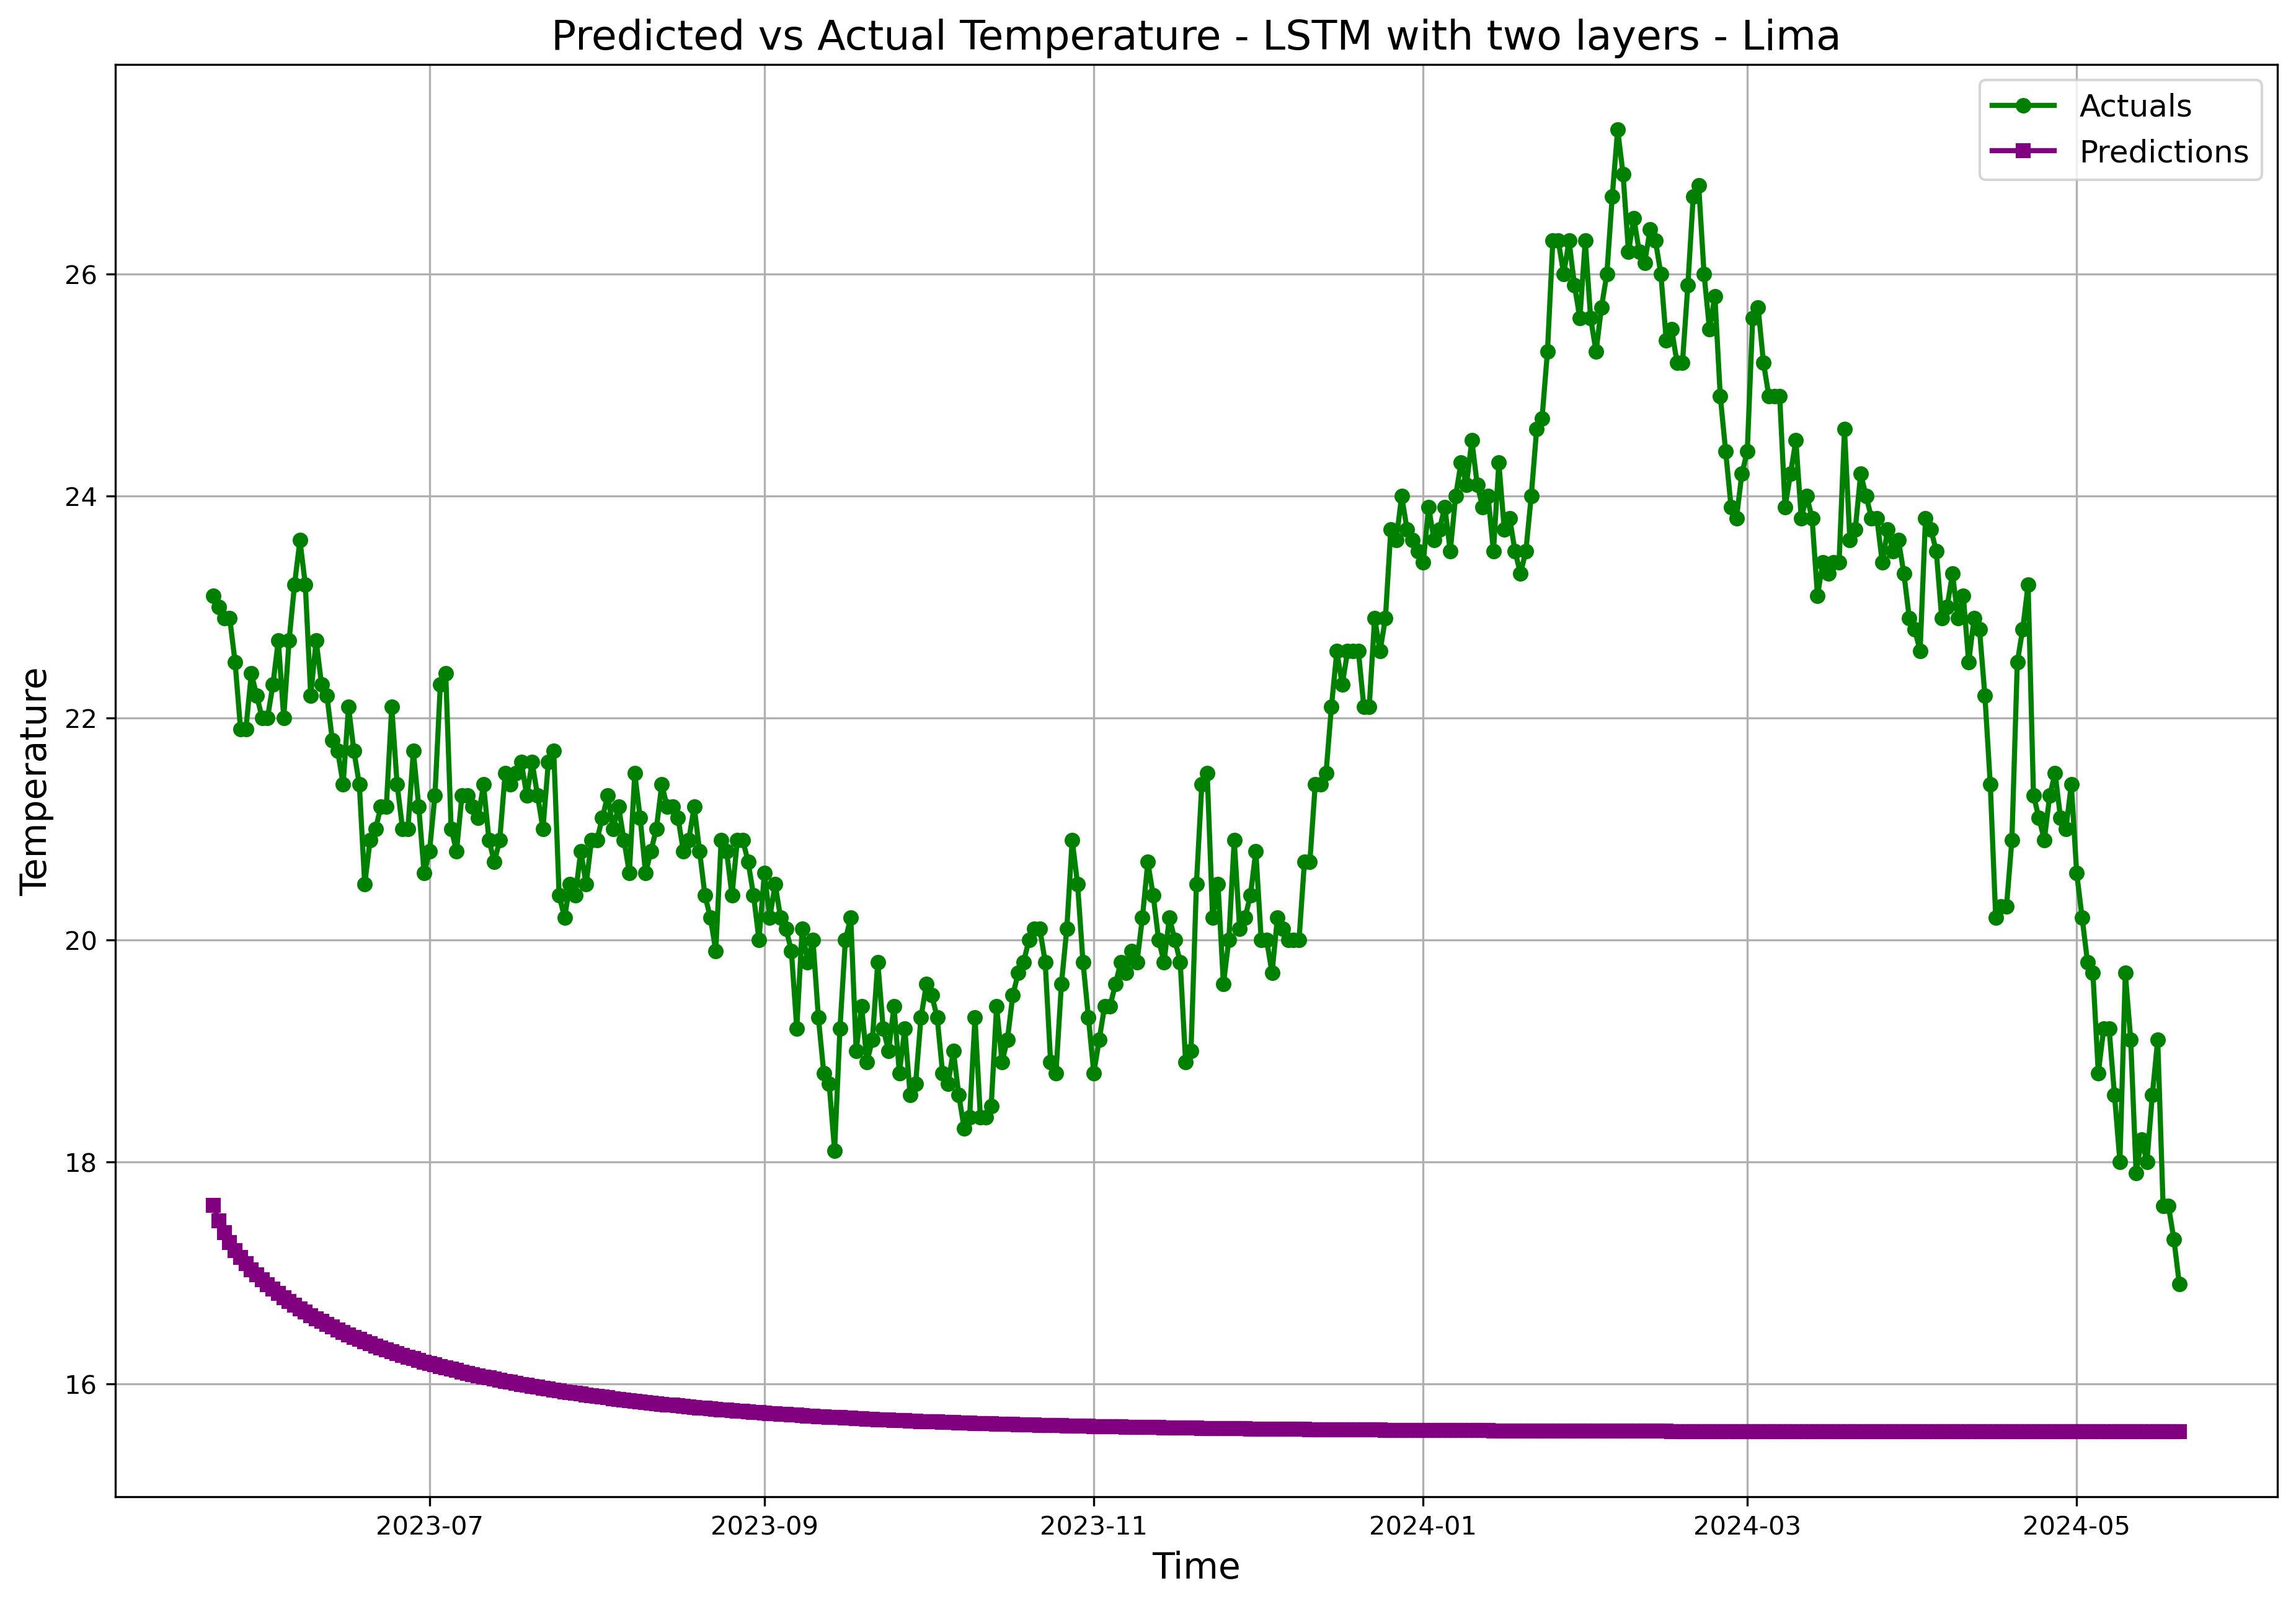 Predicted vs Actual Temperature - LSTM with two layers - Lima
Actuals
Predictions
26
24
22
20
18
16
Temperature
2023-07
2023-09
2023-11
2024-01
2024-03
2024-05
Time